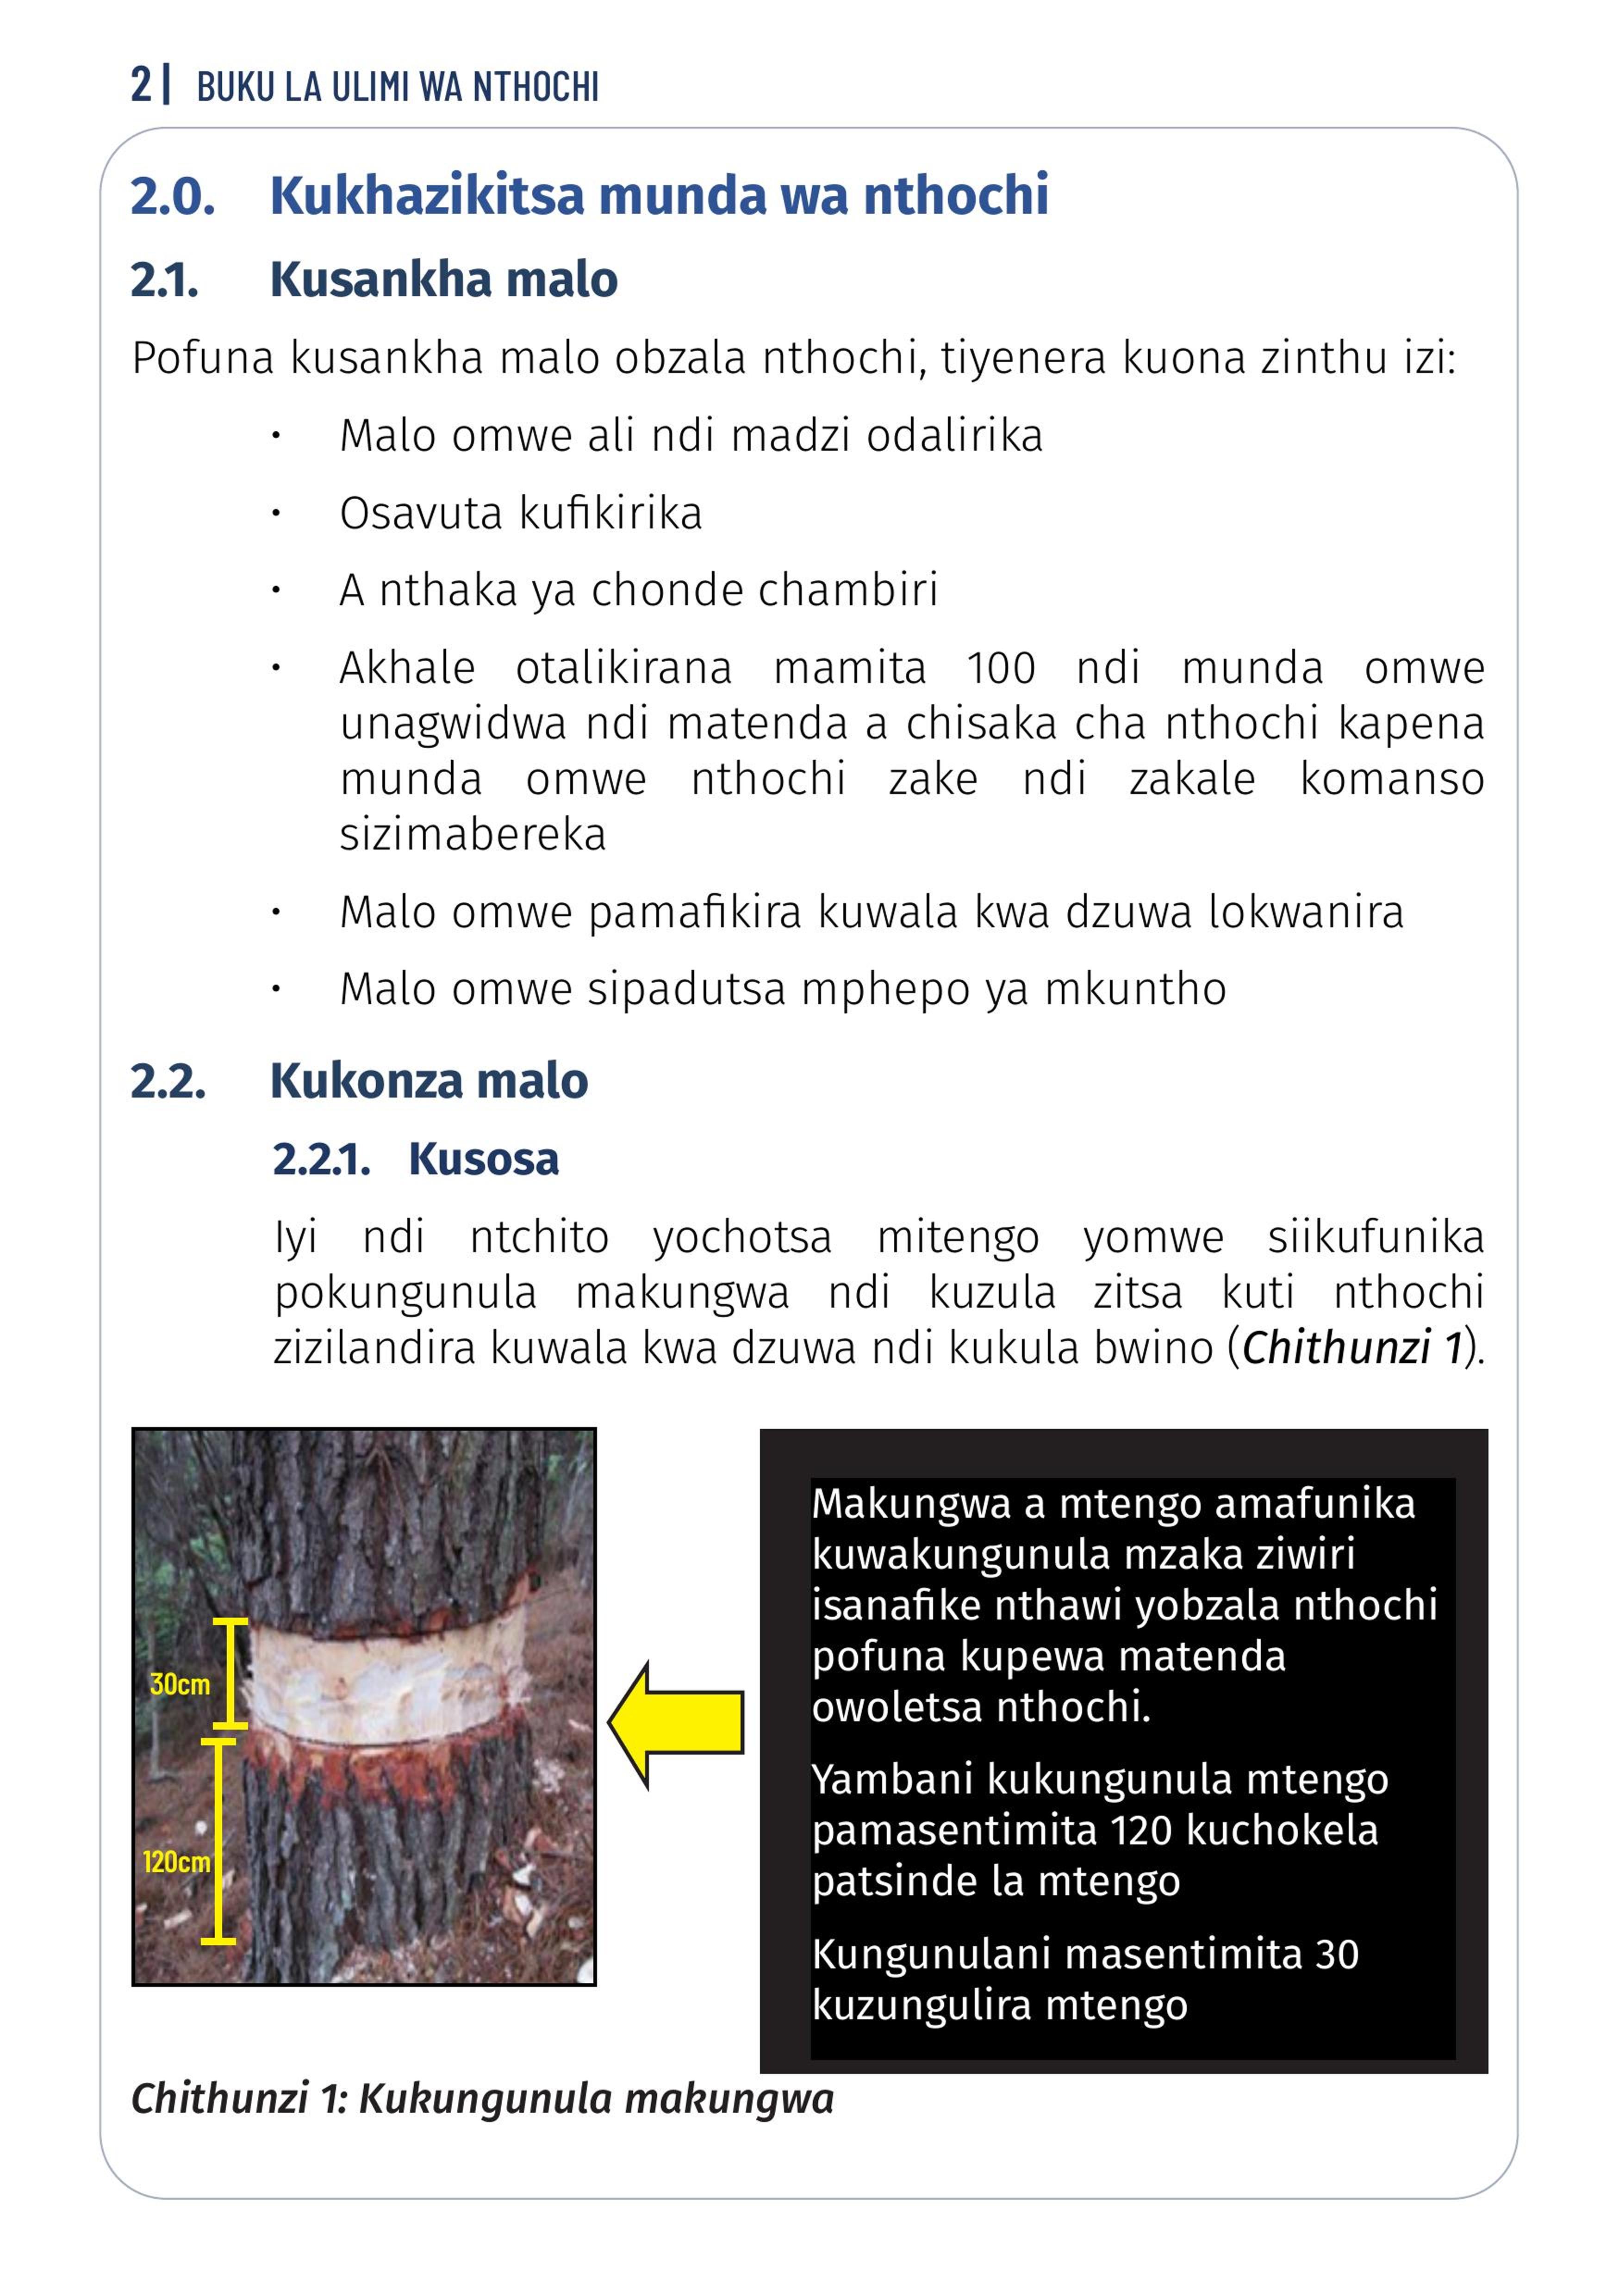 2 | BUKU LA ULIMI WA NTHOCHI
2.0. Kukhazikitsa munda wa nthochi
2.1. Kusankha malo
Pofuna kusankha malo obzala nthochi, tiyenera kuona zinthu izi:
• Malo omwe ali ndi madzi odalirika
• Osavuta kufikirika
• A nthaka ya chonde chambiri
• Akhale otalikirana mamita 100 ndi munda omwe
unagwidwa ndi matenda a chisaka cha nthochi kapena
munda omwe nthochi zake ndi zakale komanso
sizimabereka
• Malo omwe pamafikira kuwala kwa dzuwa lokwanira
• Malo omwe sipadutsa mphepo ya mkuntho
2.2. Kukonza malo
2.2.1. Kusosa
Iyi ndi ntchito yochotsa mitengo yomwe siikufunika
pokungunula makungwa ndi kuzula zitsa kuti nthochi
zizilandira kuwala kwa dzuwa ndi kukula bwino (Chithunzi 1).
30cm
120cm
Makungwa a mtengo amafunika
kuwakungunula mzaka ziwiri
isanafike nthawi yobzala nthochi
pofuna kupewa matenda
owoletsa nthochi.
Yambani kukungunula mtengo
pamasentimita 120 kuchokela
patsinde la mtengo
Kungunulani masentimita 30
kuzungulira mtengo
Chithunzi 1: Kukungunula makungwa